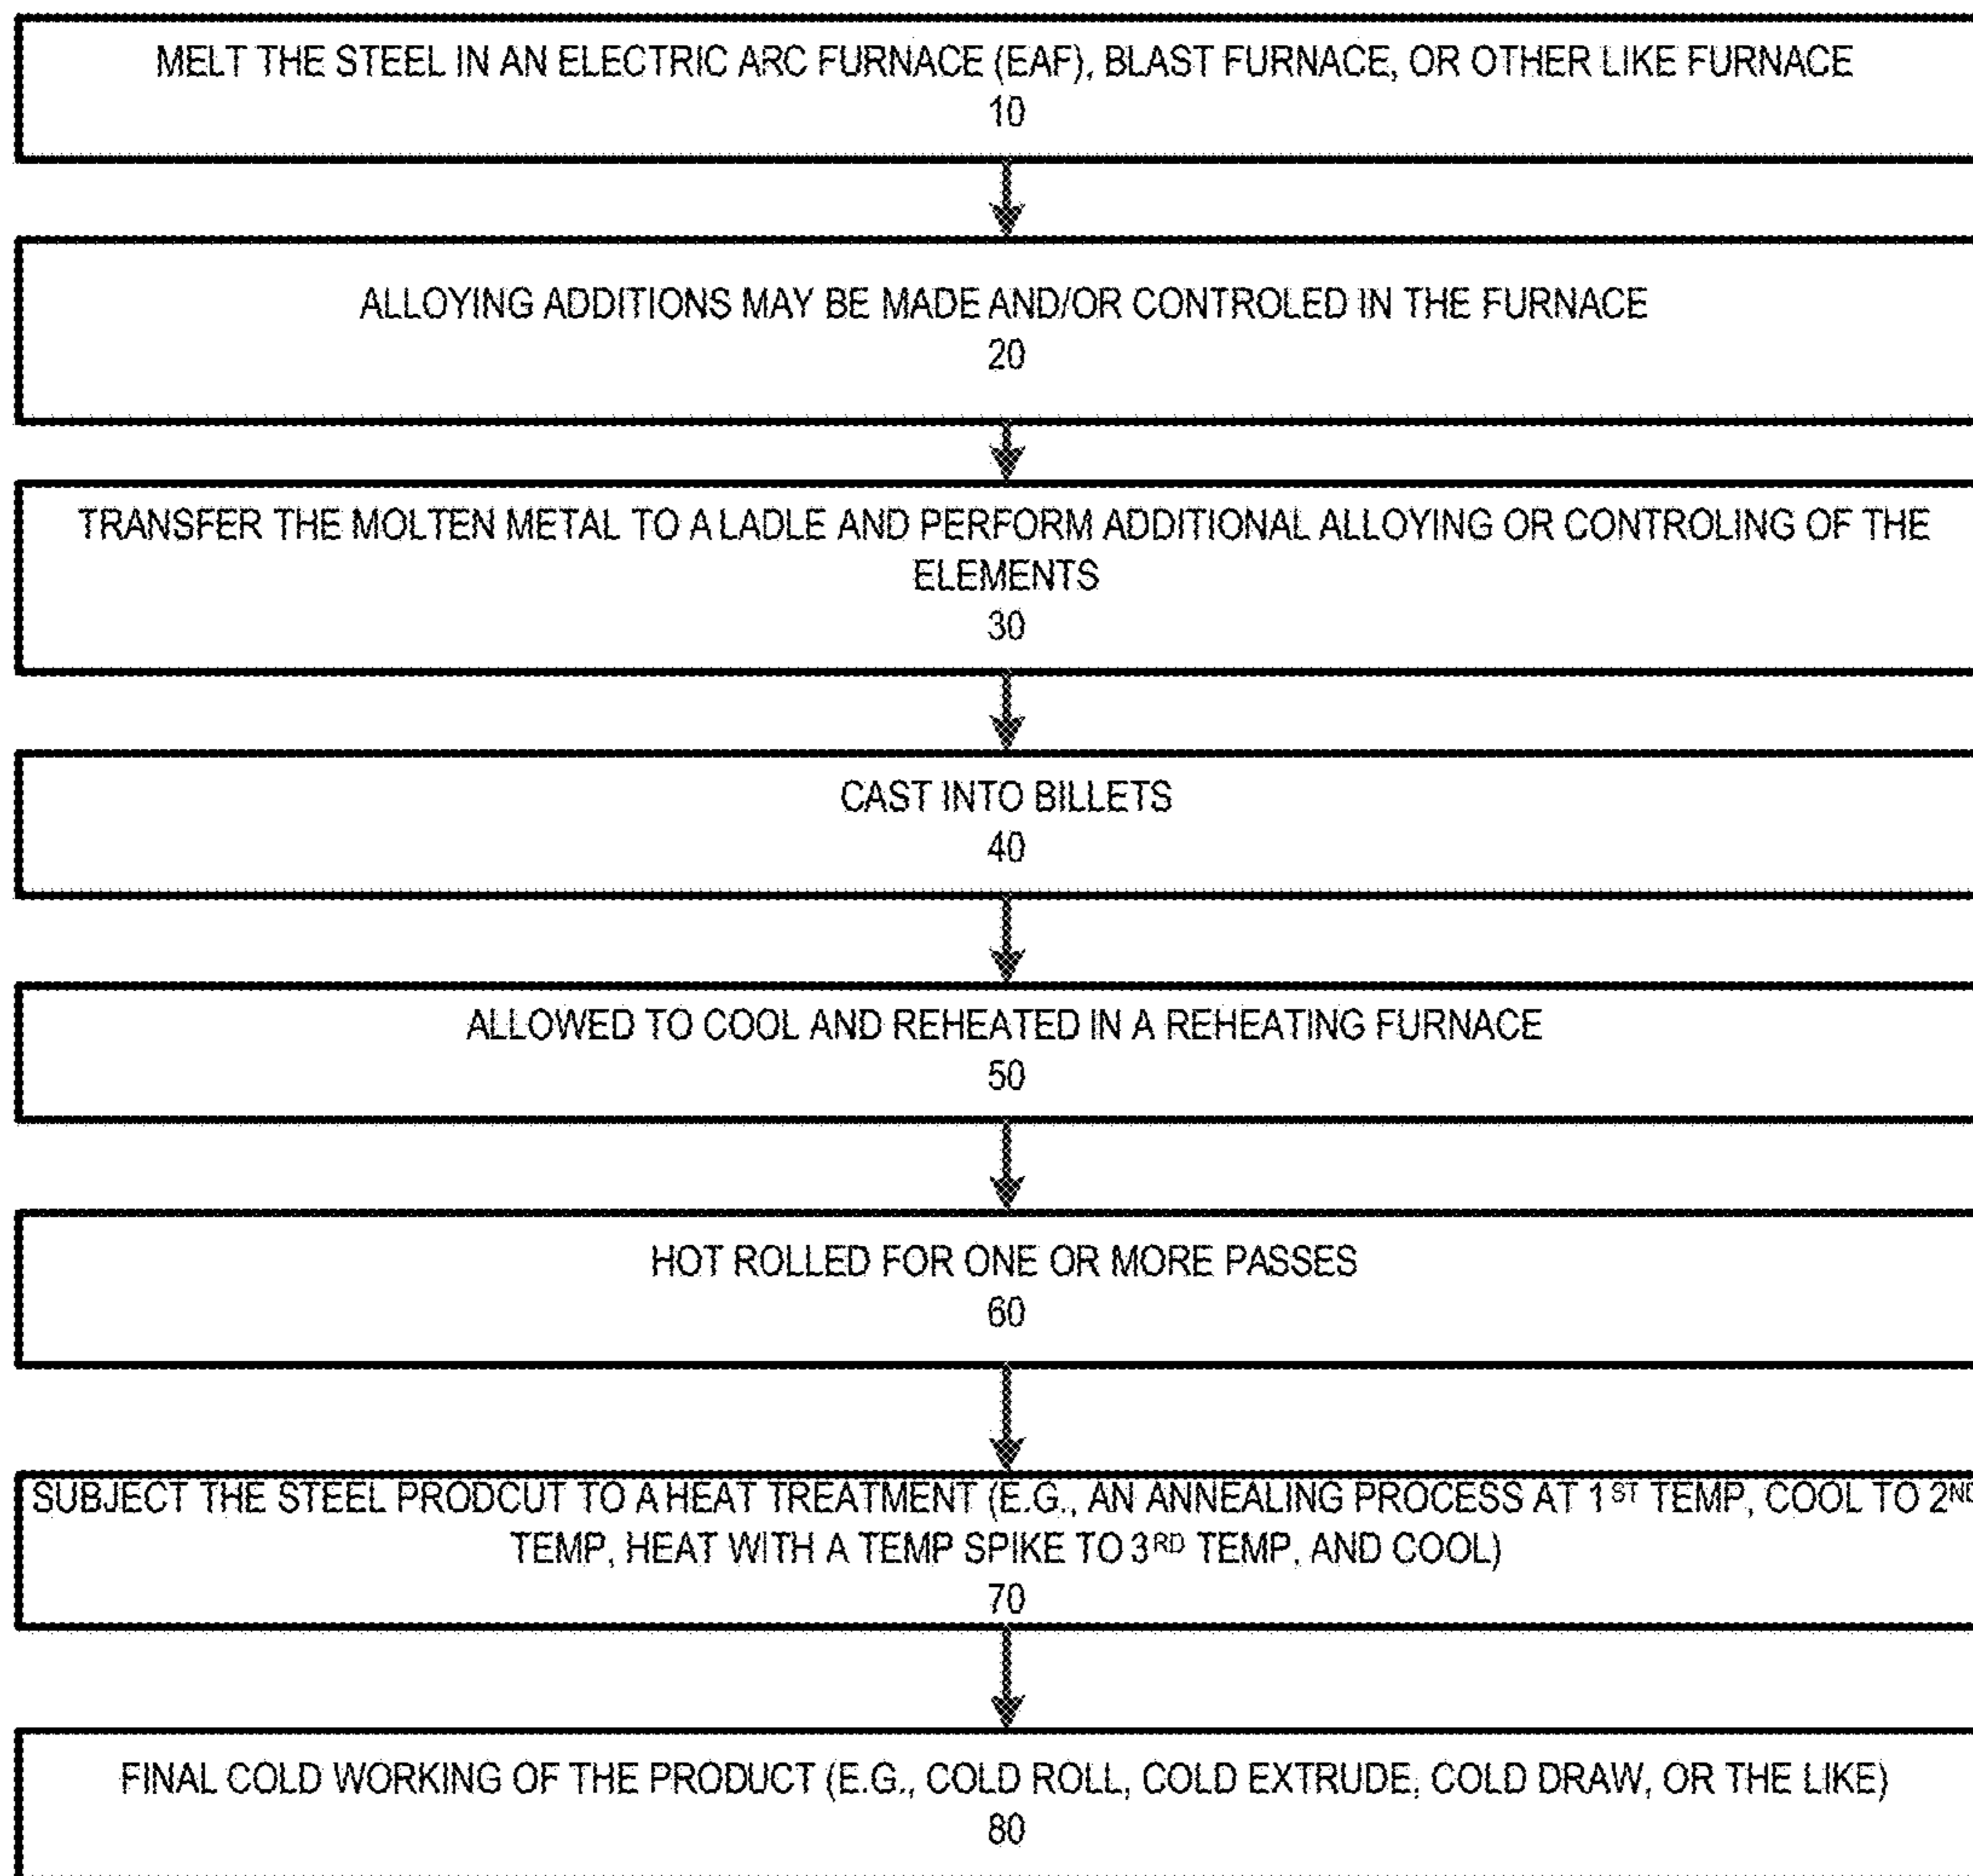 MELT THE STEEL IN AN ELECTRIC ARC FURNACE (EAF), BLAST FURNACE, OR OTHER LIKE FURNACE
10
ALLOYING ADDITIONS MAY BE MADE AND/OR CONTROLED IN THE FURNACE
20
TRANSFER THE MOLTEN METAL TO A LADLE AND PERFORM ADDITIONAL ALLOYING OR CONTROLING OF THE
ELEMENTS
30
CAST INTO BILLETS
40
ALLOWED TO COOL AND REHEATED IN A REHEATING FURNACE
50
HOT ROLLED FOR ONE OR MORE PASSES
60
SUBJECT THE STEEL PRODCUT TO A HEAT TREATMENT (E.G., AN ANNEALING PROCESS AT 1ST TEMP, COOL TO 2ND
TEMP, HEAT WITH A TEMP SPIKE TO 3RD TEMP, AND COOL)
70
FINAL COLD WORKING OF THE PRODUCT (E.G., COLD ROLL, COLD EXTRUDE, COLD DRAW, OR THE LIKE)
80